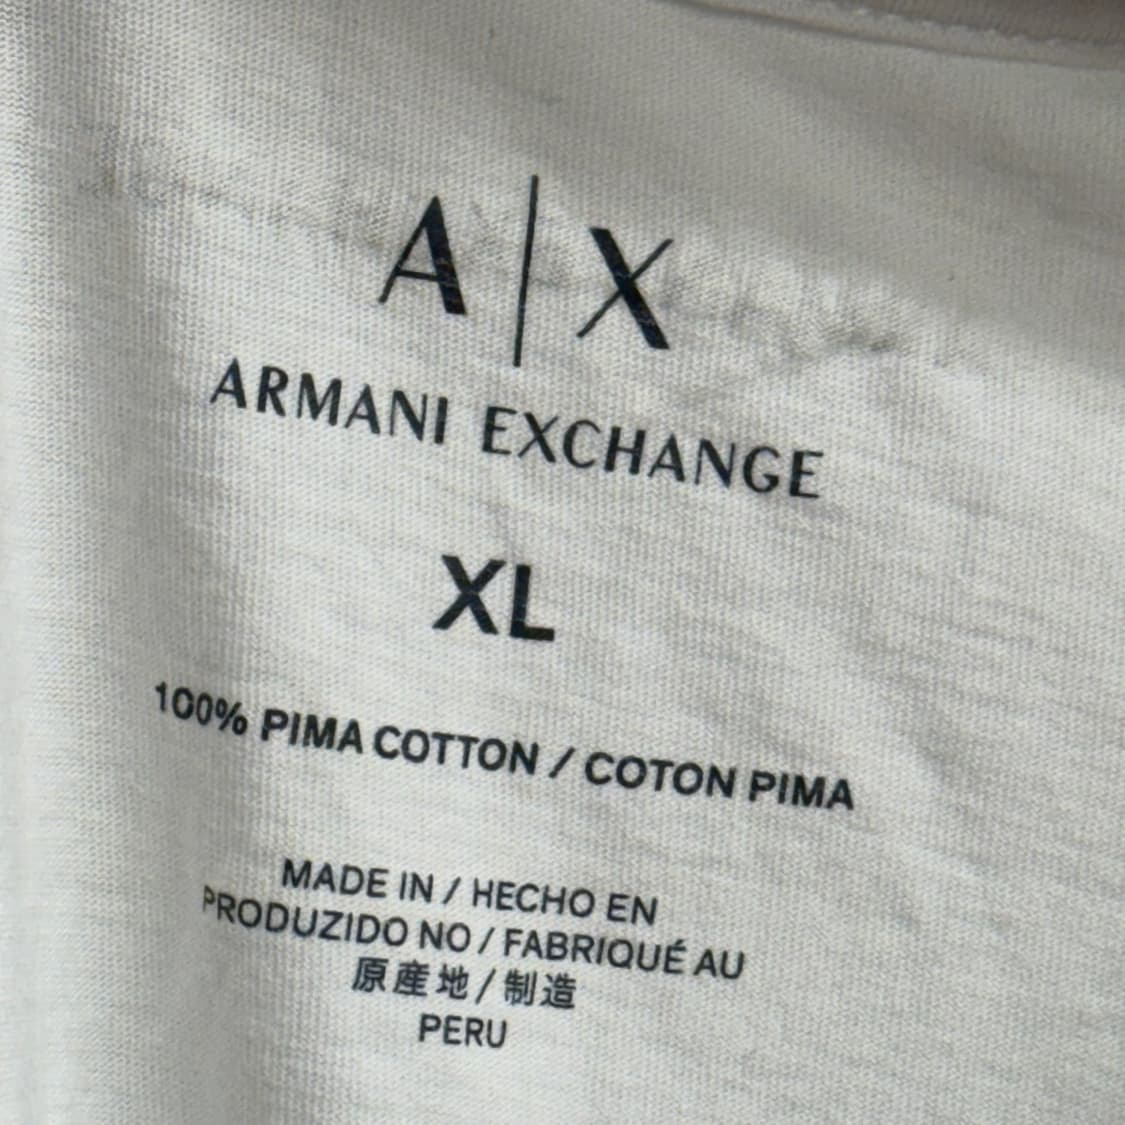 A|X
ARMANI EXCHANGE
XL
100% PIMA COTTON / COTON PIMA
MADE IN / HECHO EN
PRODUZIDO NO / FABRIQUÉ AU
原産地 / 制造
PERU